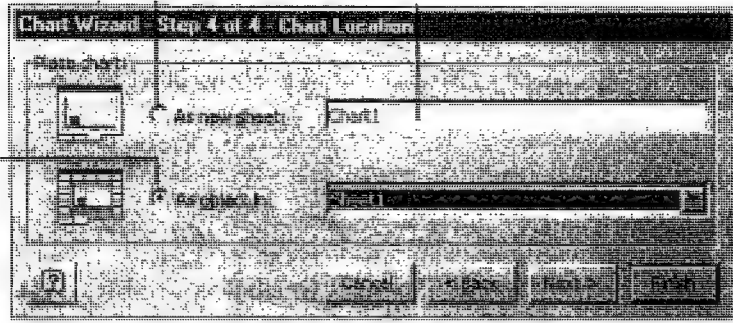 Chart Wizard - Step 4 of 4 - Chart Location
Place chart:
As new sheet: Chart1
As object in: Sheet1
? Cancel < Back Next > Finish